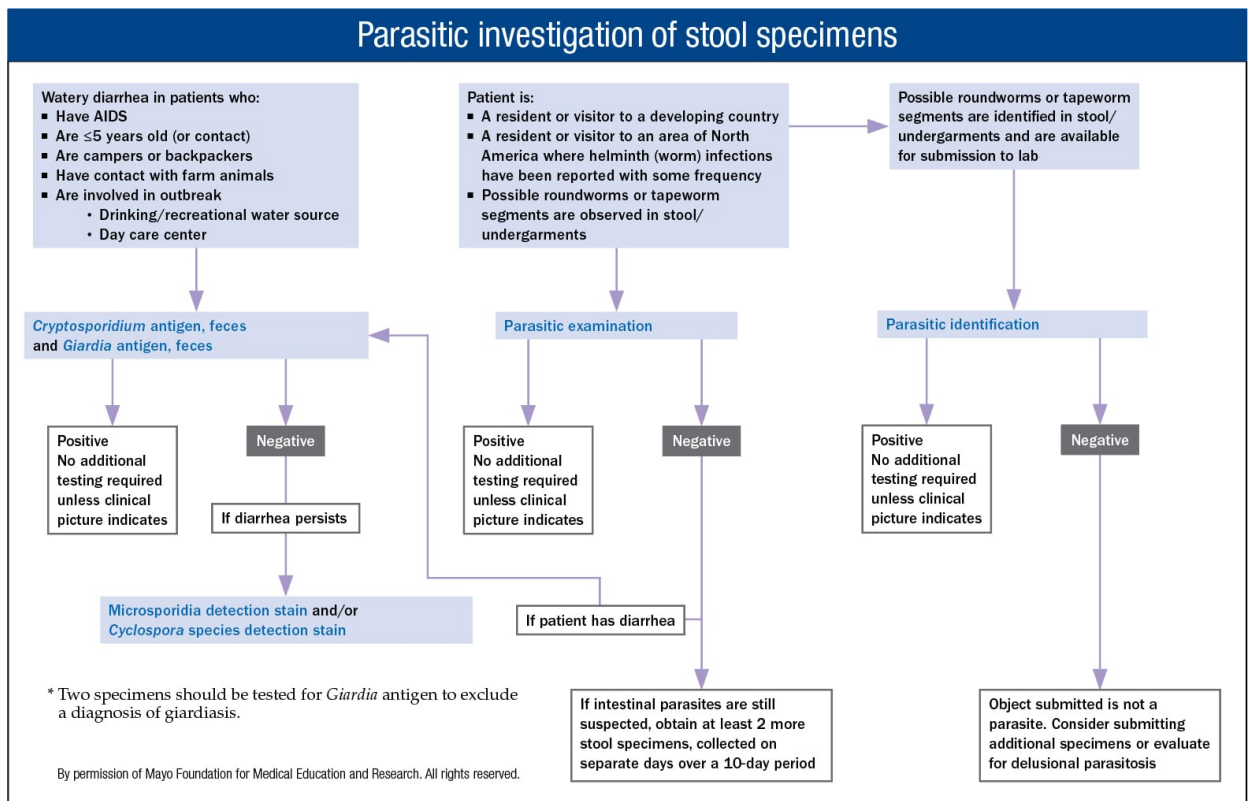 Parasitic investigation of stool specimens
Watery diarrhea in patients who:
▪ Have AIDS
▪ Are ≤5 years old (or contact)
▪ Are campers or backpackers
▪ Have contact with farm animals
▪ Are involved in outbreak
• Drinking/recreational water source
• Day care center
Patient is:
▪ A resident or visitor to a developing country
▪ A resident or visitor to an area of North
America where helminth (worm) infections
have been reported with some frequency
▪ Possible roundworms or tapeworm
segments are observed in stool/
undergarments
Possible roundworms or tapeworm
segments are identified in stool/
undergarments and are available
for submission to lab
Cryptosporidium antigen, feces
and Giardia antigen, feces
Parasitic examination
Parasitic identification
Positive
No additional
testing required
unless clinical
picture indicates
Negative
If diarrhea persists
Microsporidia detection stain and/or
Cyclospora species detection stain
Positive
No additional
testing required
unless clinical
picture indicates
Negative
If patient has diarrhea
If intestinal parasites are still
suspected, obtain at least 2 more
stool specimens, collected on
separate days over a 10-day period
Positive
No additional
testing required
unless clinical
picture indicates
Negative
Object submitted is not a
parasite. Consider submitting
additional specimens or evaluate
for delusional parasitosis
* Two specimens should be tested for Giardia antigen to exclude
a diagnosis of giardiasis.
By permission of Mayo Foundation for Medical Education and Research. All rights reserved.